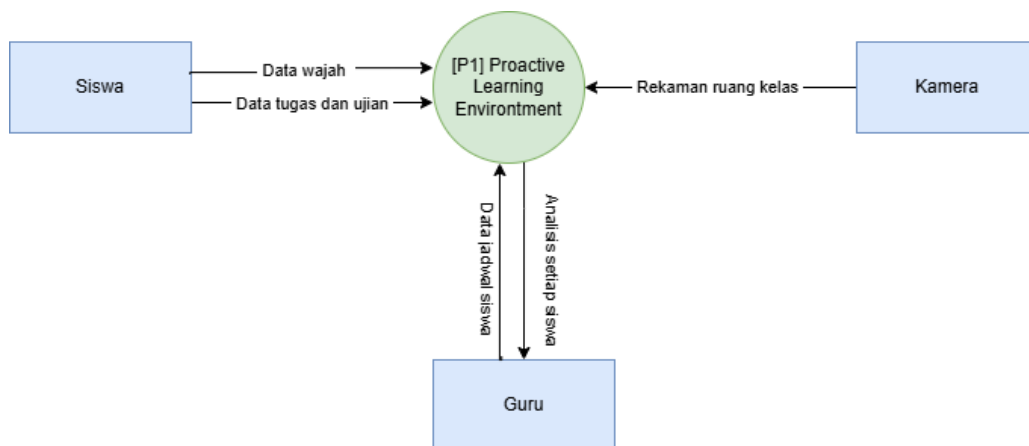 Siswa
Data wajah
Data tugas dan ujian
[P1] Proactive
Learning
Environtment
Rekaman ruang kelas
Kamera
Data jadwal siswa
Analisis setiap siswa
Guru